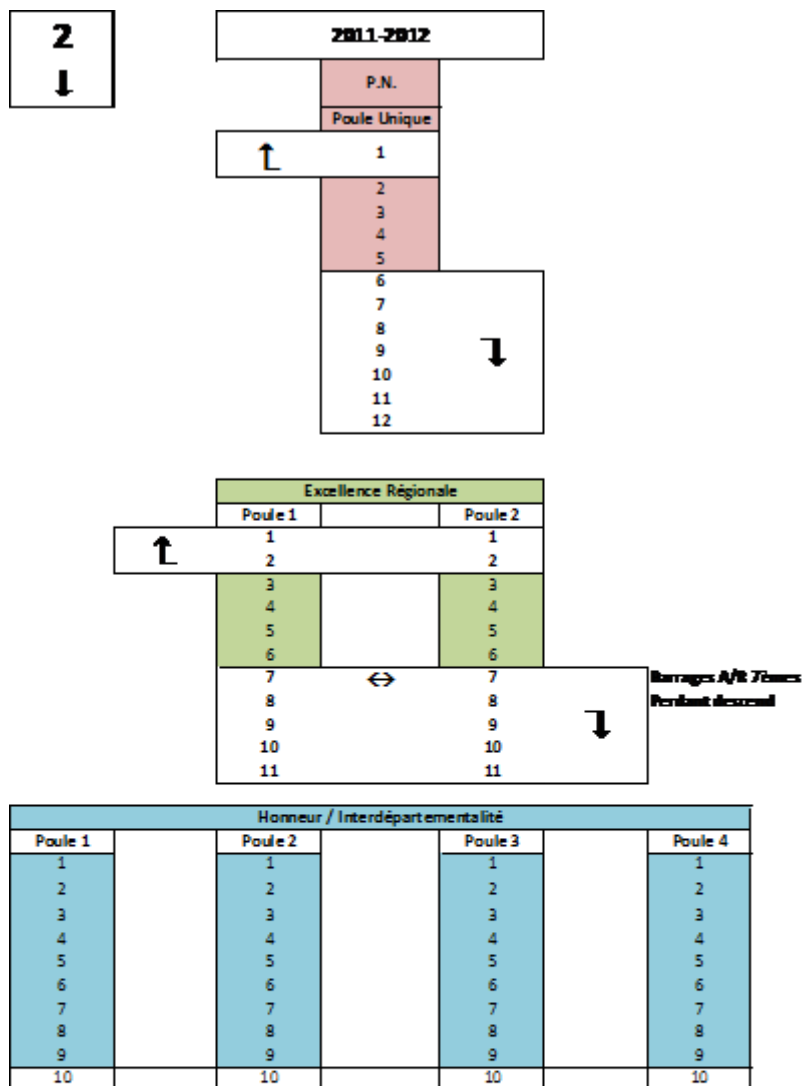 2 2011-2012
↓ P.N.
Poule Unique
1
2
3
4
5
6
7
8
9
10
11
12
Excellence Régionale
Poule 1 Poule 2
1 1
2 2
3 3
4 4
5 5
6 6
7 ↔ 7 Barrages A/R 7èmes
8 8 Perdant descend
9 9
10 10
11 11
Honneur / Interdépartementalité
Poule 1 Poule 2 Poule 3 Poule 4
1 1 1 1
2 2 2 2
3 3 3 3
4 4 4 4
5 5 5 5
6 6 6 6
7 7 7 7
8 8 8 8
9 9 9 9
10 10 10 10